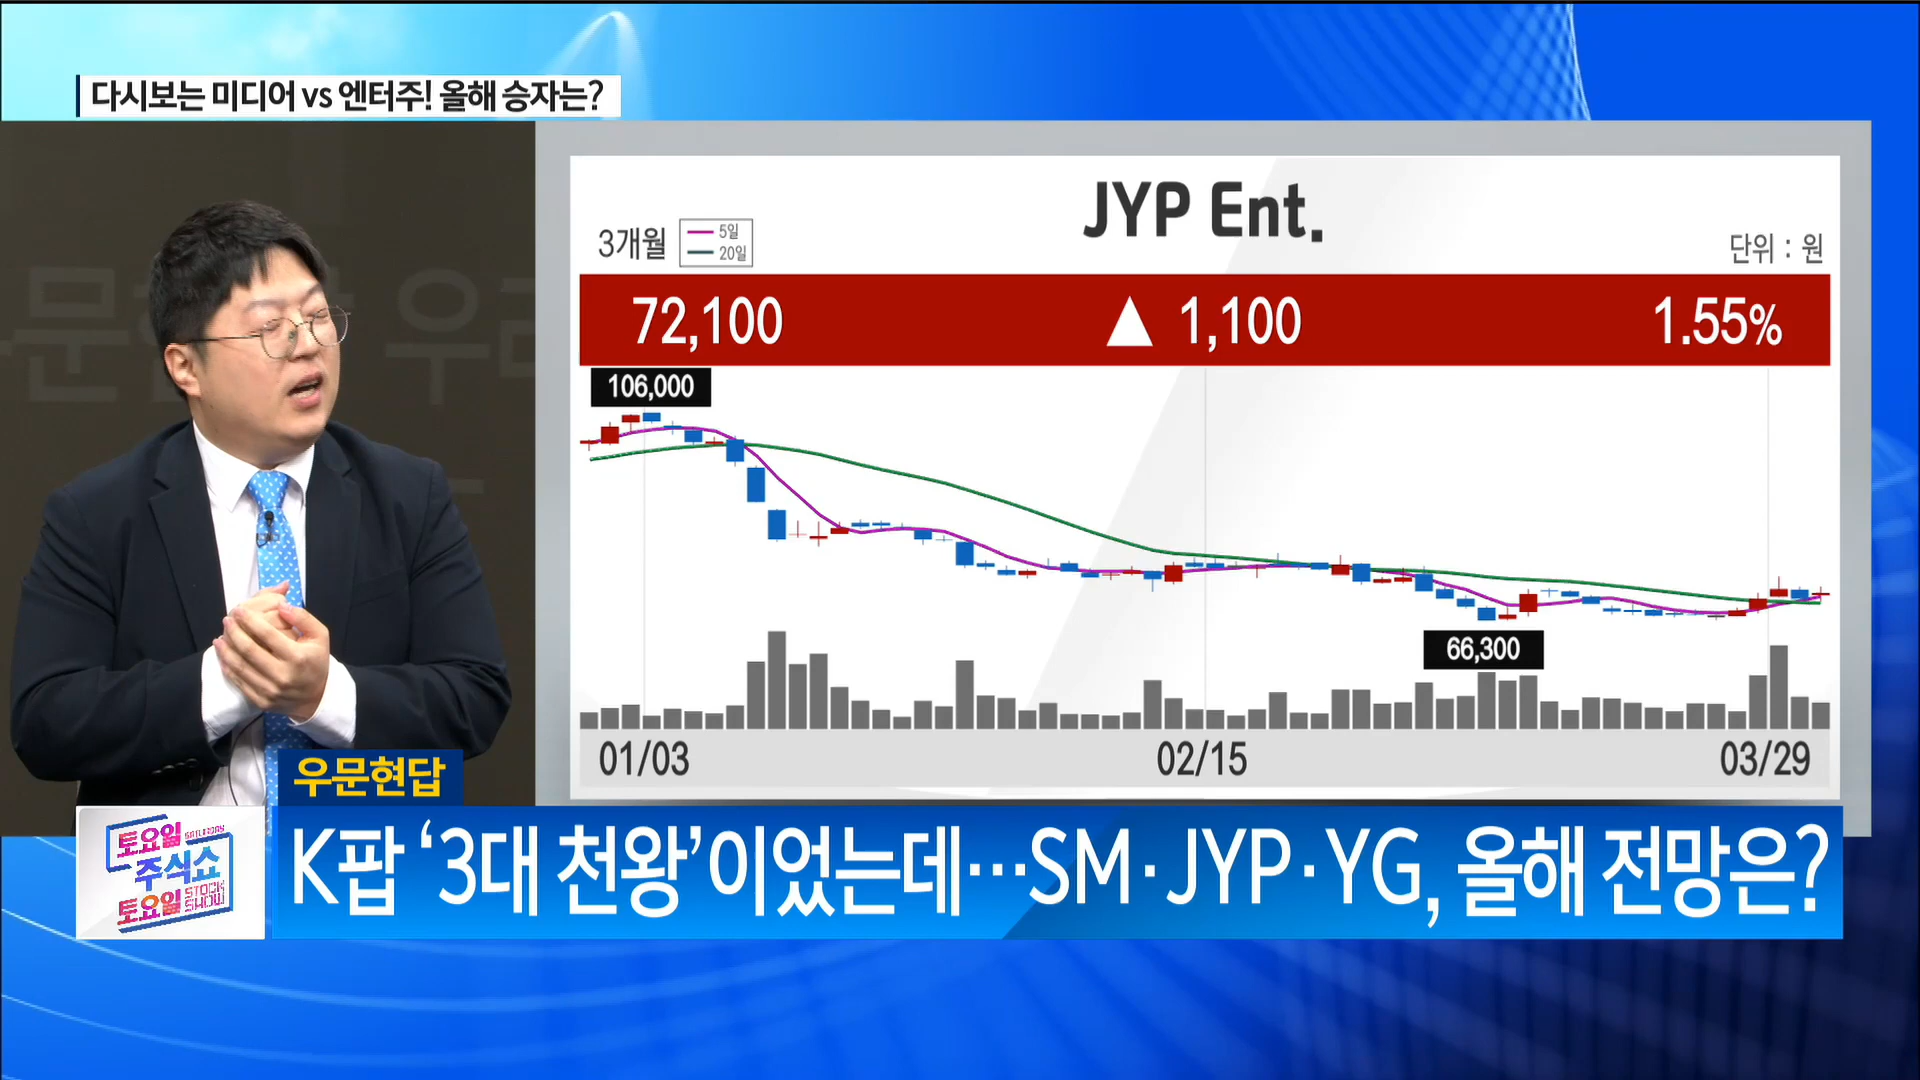 다시보는 미디어 vs 엔터주! 올해 승자는?
JYP Ent.
3개월
5일
20일
단위 : 원
72,100 ▲ 1,100 1.55%
106,000
66,300
01/03 02/15 03/29
우문현답
토요일 SATURDAY
주식쇼
토요일 STOCK SHOW
K팝 ‘3대 천왕’이었는데…SM·JYP·YG, 올해 전망은?